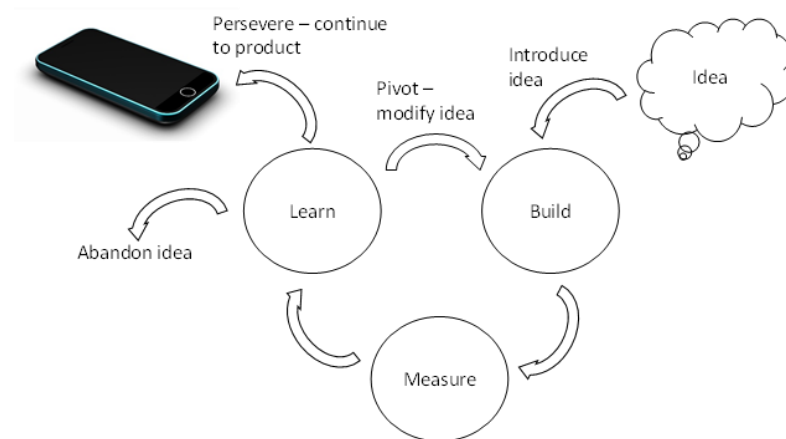 Persevere – continue
to product
Introduce
idea
Idea
Pivot –
modify idea
Learn
Build
Abandon idea
Measure